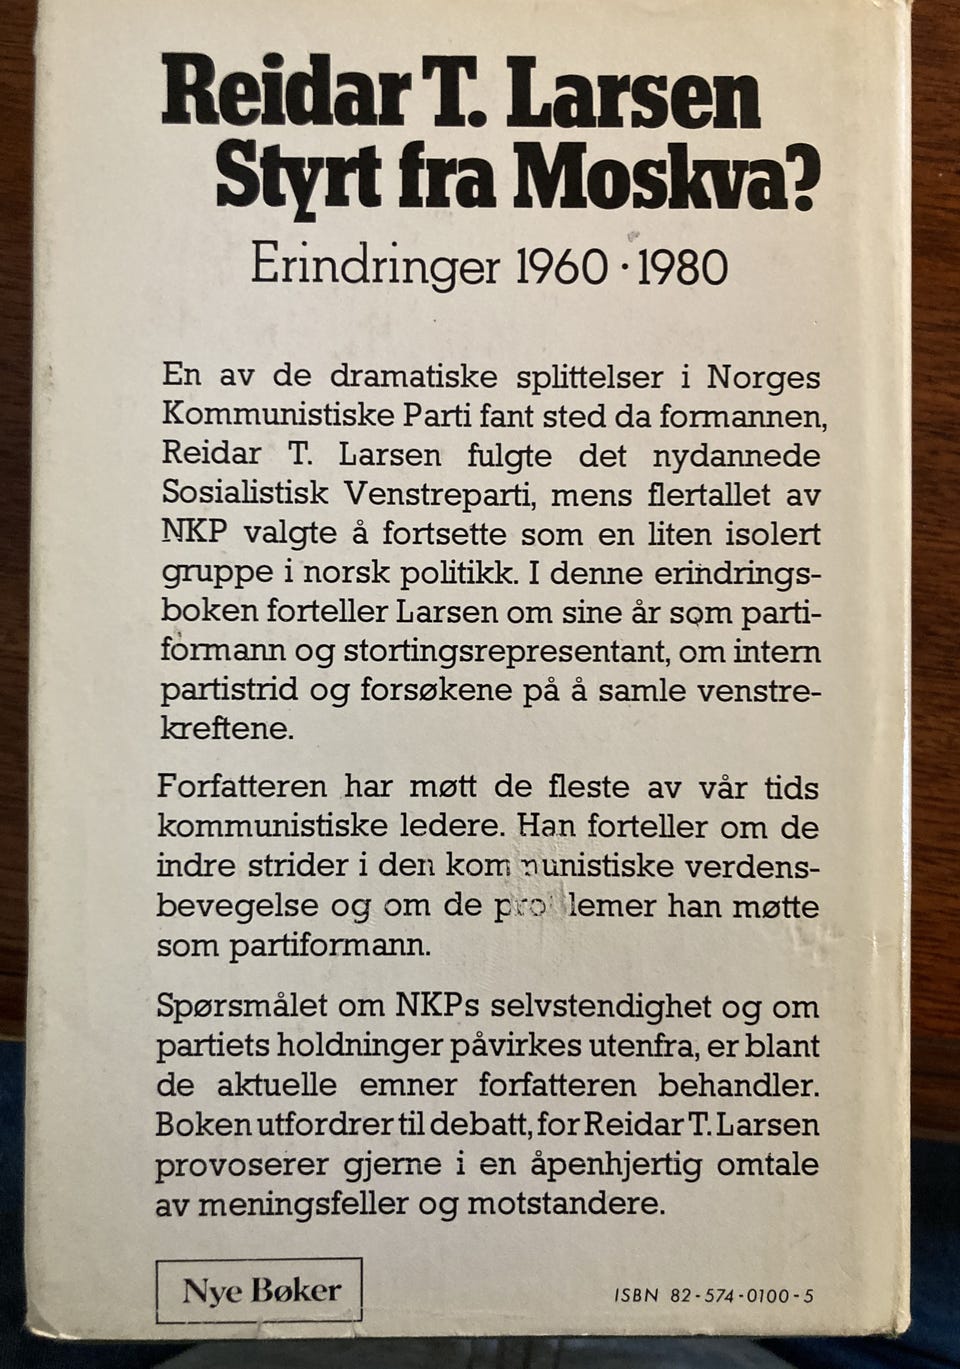 Reidar T. Larsen
Styrt fra Moskva?
Erindringer 1960 · 1980
En av de dramatiske splittelser i Norges
Kommunistiske Parti fant sted da formannen,
Reidar T. Larsen fulgte det nydannede
Sosialistisk Venstreparti, mens flertallet av
NKP valgte å fortsette som en liten isolert
gruppe i norsk politikk. I denne erindrings-
boken forteller Larsen om sine år som parti-
formann og stortingsrepresentant, om intern
partistrid og forsøkene på å samle venstre-
kreftene.
Forfatteren har møtt de fleste av vår tids
kommunistiske ledere. Han forteller om de
indre strider i den kommunistiske verdens-
bevegelse og om de problemer han møtte
som partiformann.
Spørsmålet om NKPs selvstendighet og om
partiets holdninger påvirkes utenfra, er blant
de aktuelle emner forfatteren behandler.
Boken utfordrer til debatt, for Reidar T. Larsen
provoserer gjerne i en åpenhjertig omtale
av meningsfeller og motstandere.
Nye Bøker
ISBN 82-574-0100-5